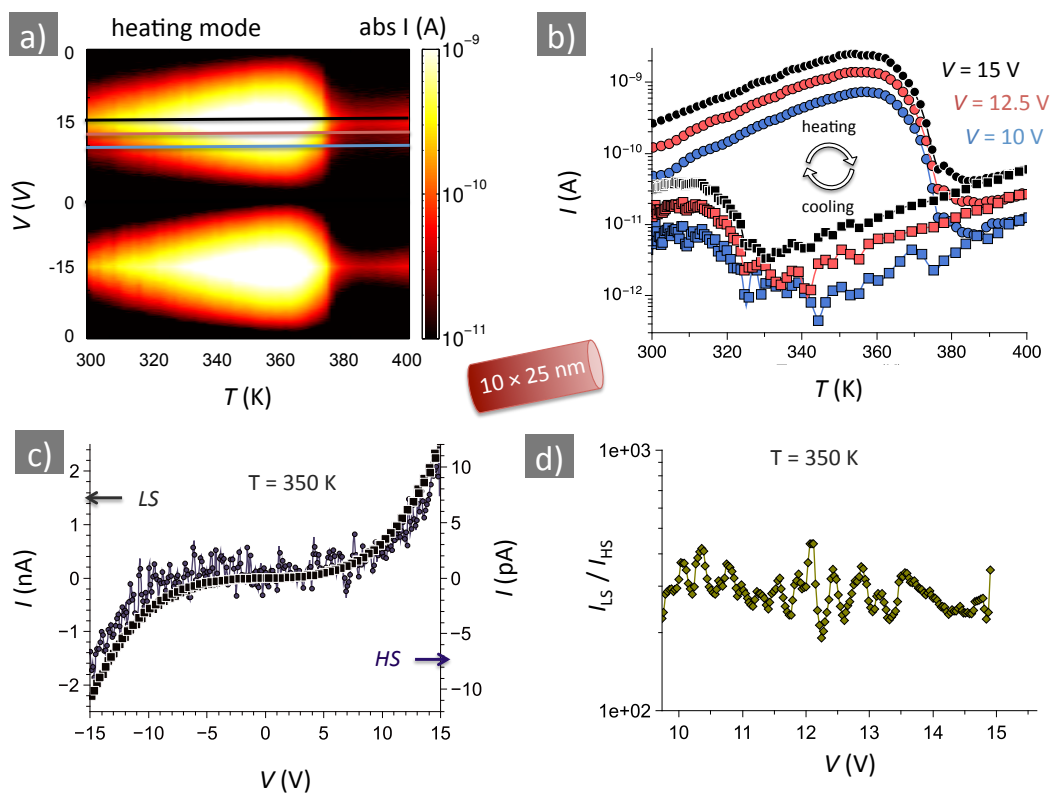 a)
heating mode
abs I (A)
0
15
0
-15
0
V (V)
300
320
340
360
380
400
T (K)
10⁻⁹
10⁻¹⁰
10⁻¹¹
b)
V = 15 V
V = 12.5 V
V = 10 V
heating
cooling
10⁻⁹
10⁻¹⁰
10⁻¹¹
10⁻¹²
I (A)
300
320
340
360
380
400
T (K)
10 × 25 nm
c)
T = 350 K
LS
HS
2
1
0
−1
−2
I (nA)
10
5
0
−5
−10
I (pA)
−15
−10
−5
0
5
10
15
V (V)
d)
T = 350 K
1e+03
1e+02
I_LS / I_HS
10
11
12
13
14
15
V (V)